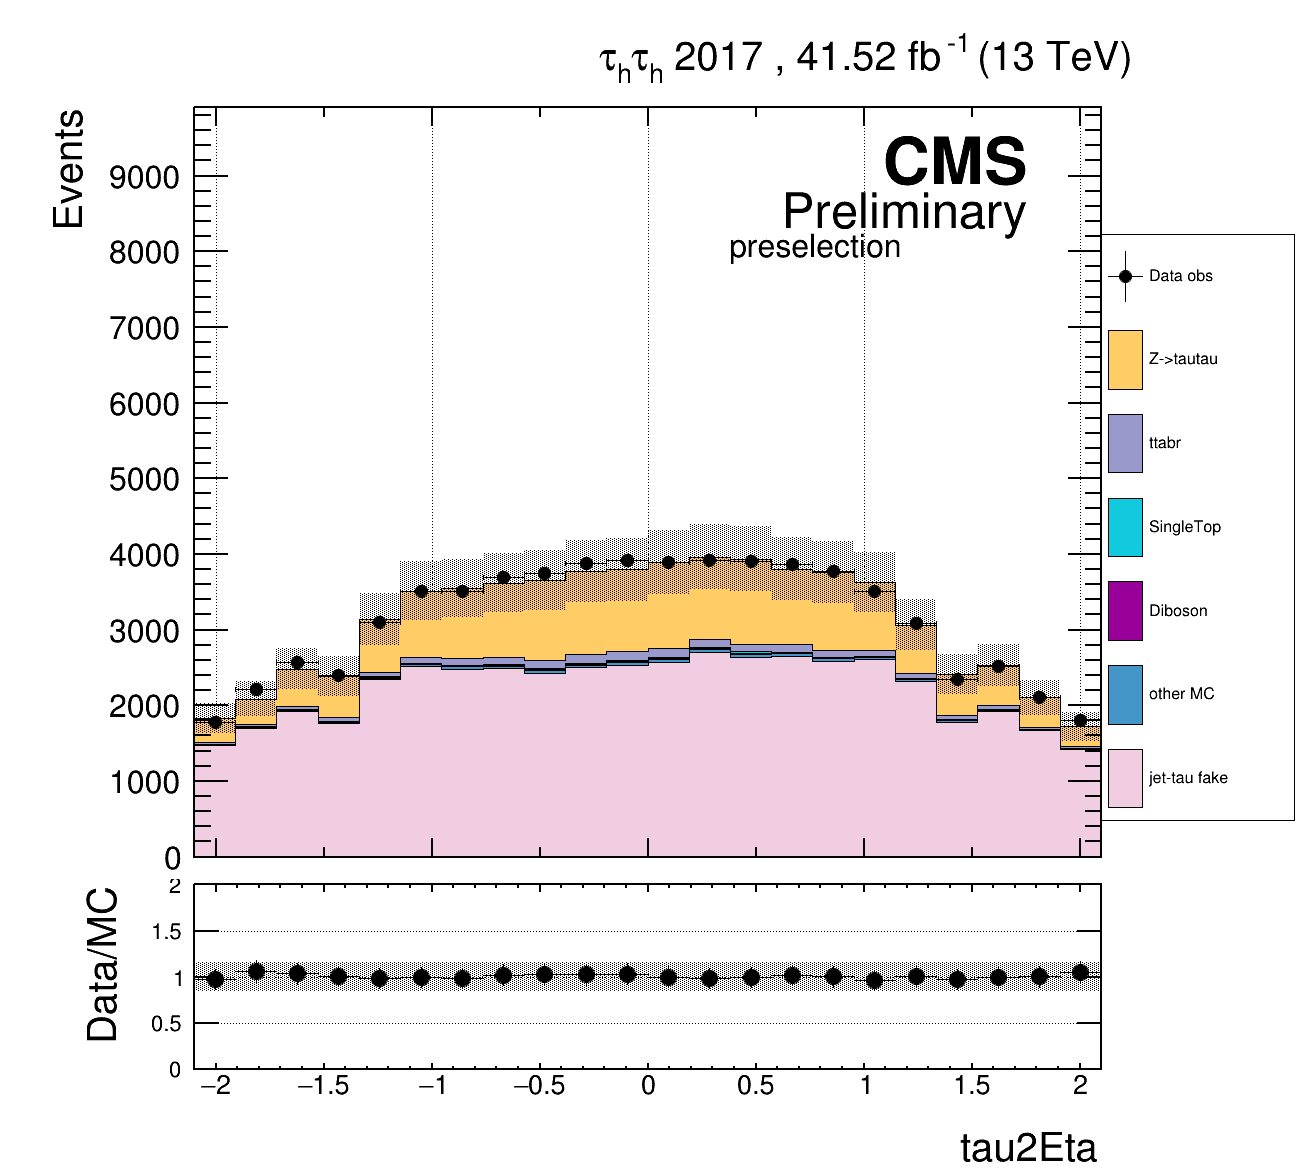 τhτh 2017 , 41.52 fb-1 (13 TeV)
Events
9000
8000
7000
6000
5000
4000
3000
2000
1000
0
CMS
Preliminary
preselection
Data obs
Z->tautau
ttabr
SingleTop
Diboson
other MC
jet-tau fake
Data/MC
2
1.5
1
0.5
0
−2 −1.5 −1 −0.5 0 0.5 1 1.5 2
tau2Eta